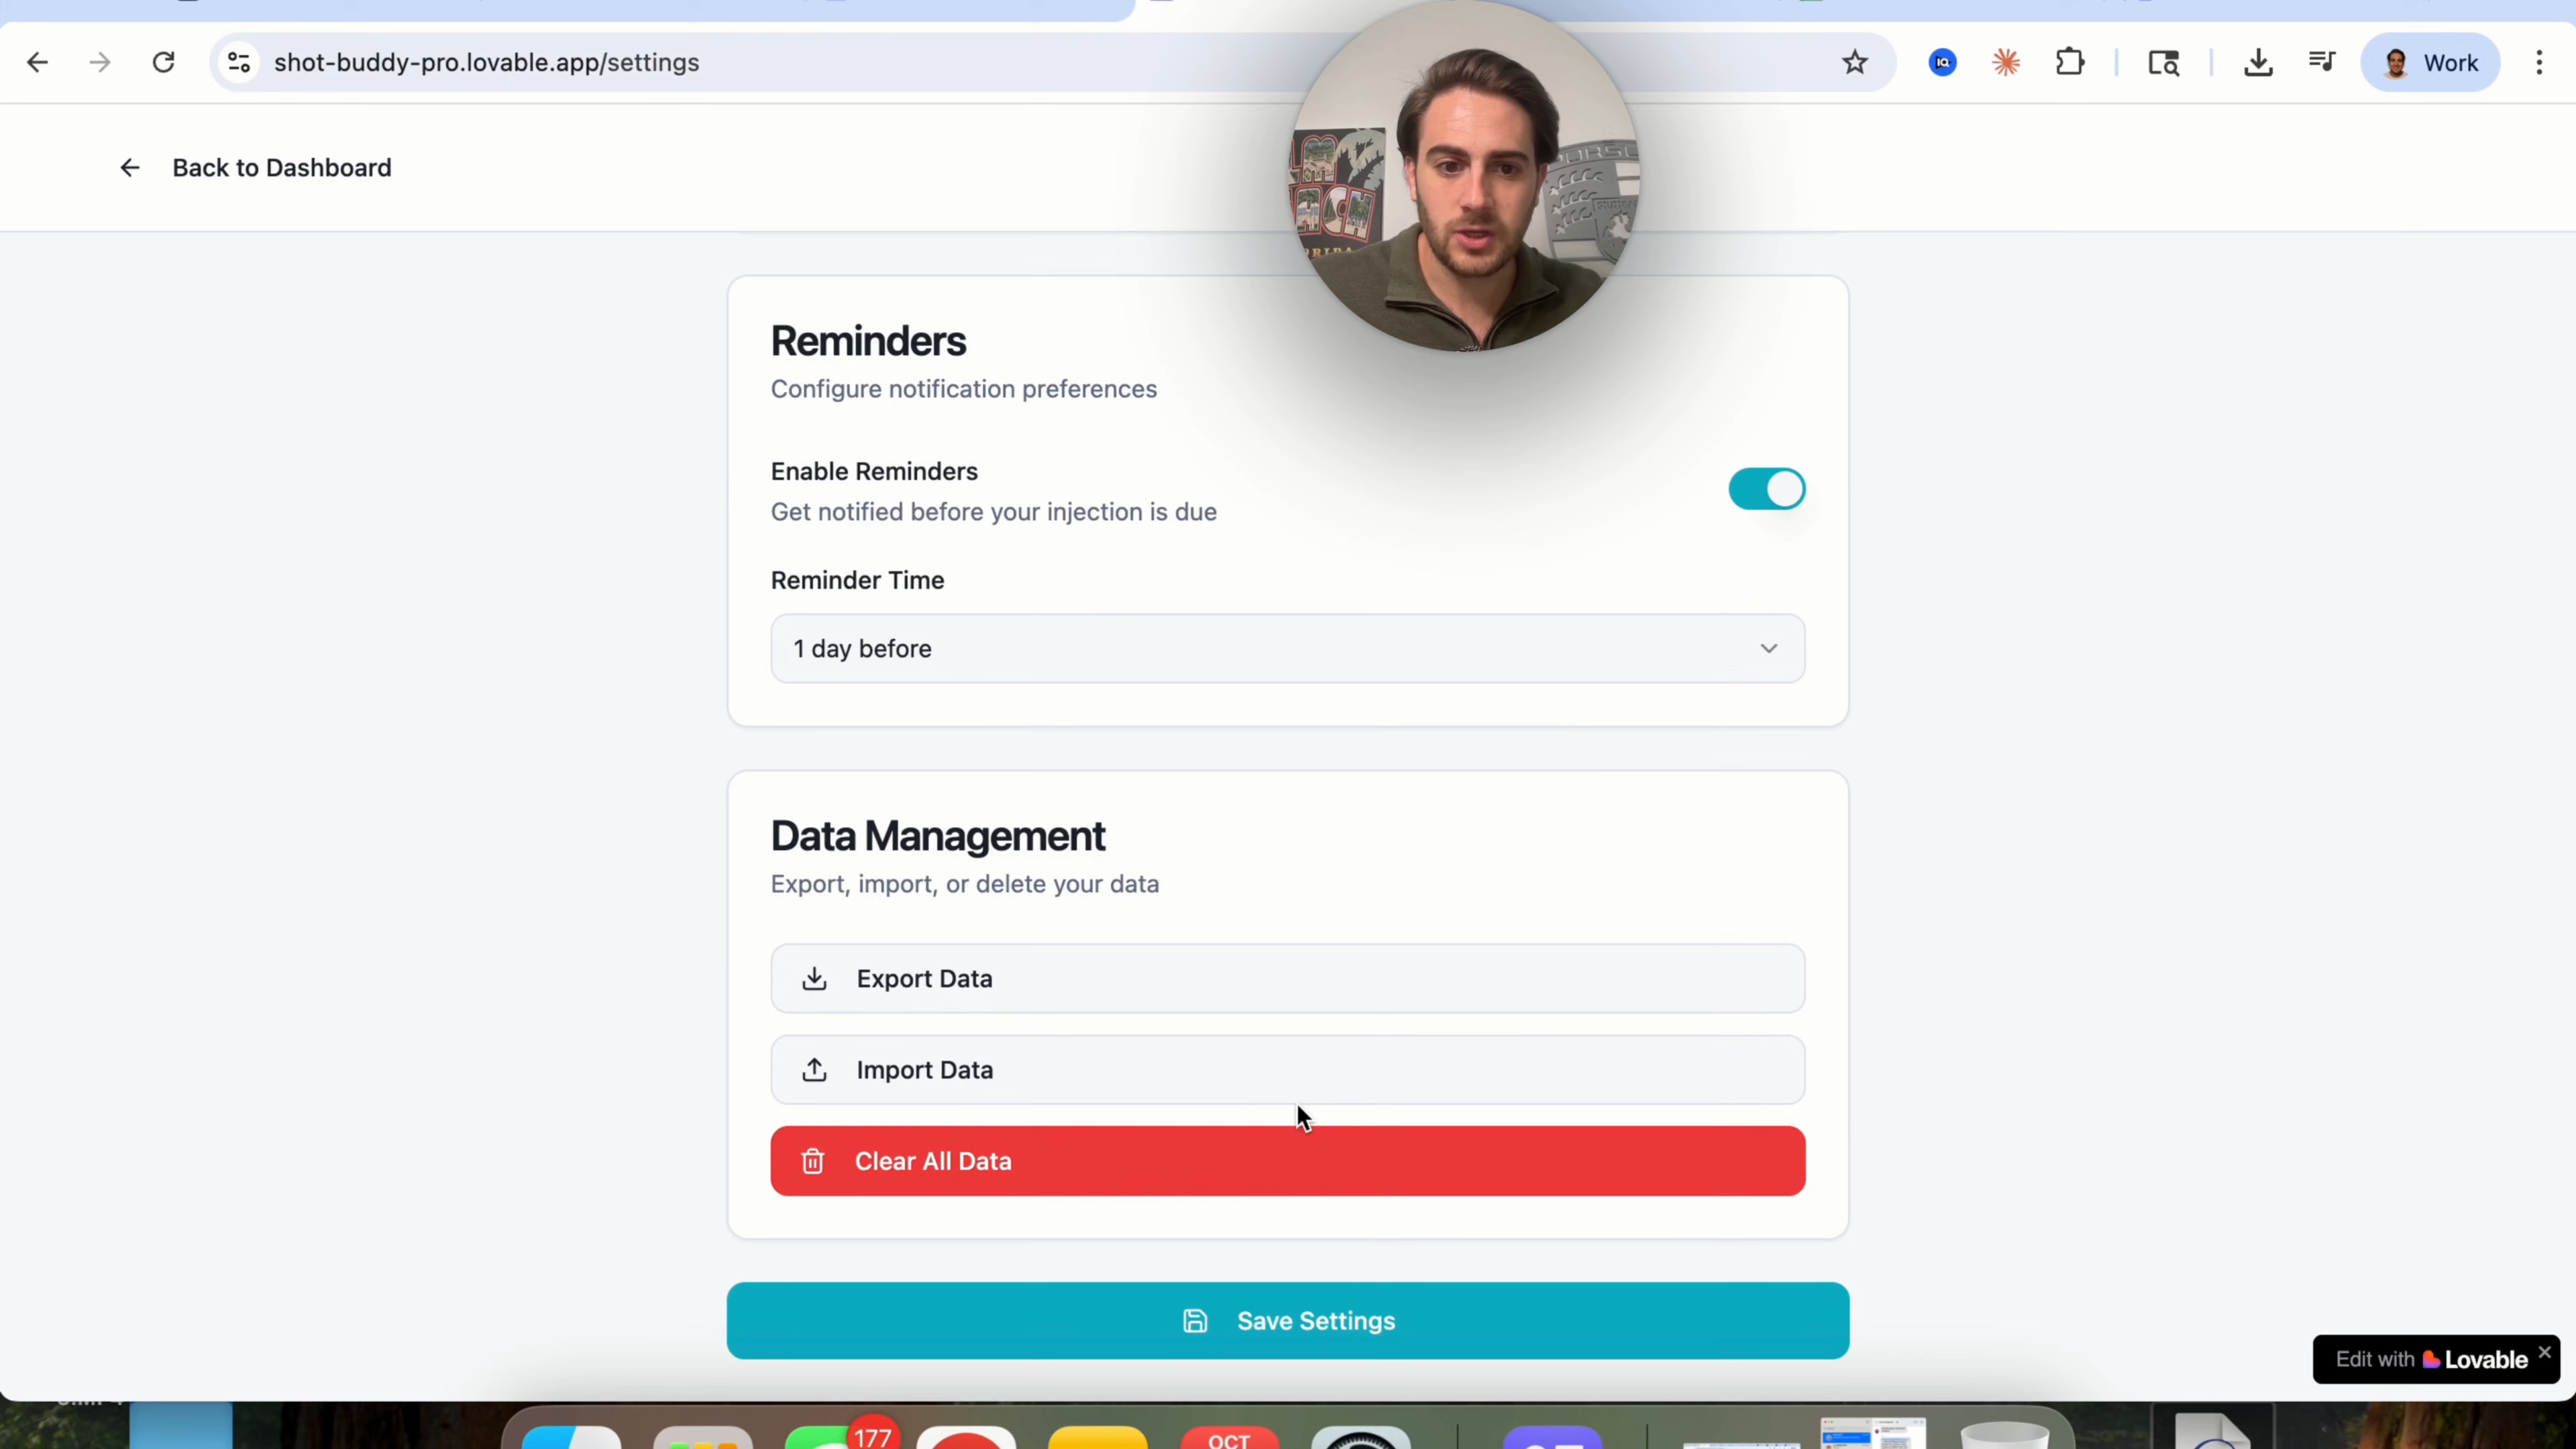 shot-buddy-pro.lovable.app/settings
Work
Back to Dashboard
Reminders
Configure notification preferences
Enable Reminders
Get notified before your injection is due
Reminder Time
1 day before
Data Management
Export, import, or delete your data
Export Data
Import Data
Clear All Data
Save Settings
Edit with Lovable
177
OCT